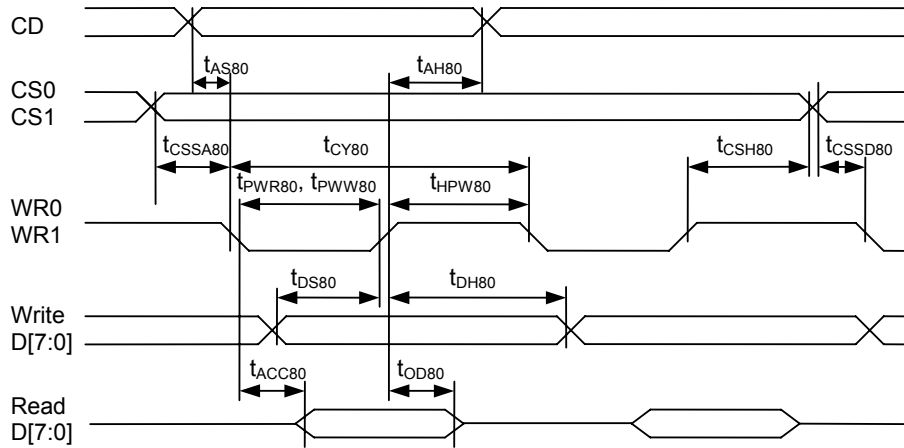 CD
tAS80 tAH80
CS0
CS1
tCSSA80 tCY80 tCSH80 tCSSD80
tPWR80, tPWW80 tHPW80
WR0
WR1
tDS80 tDH80
Write
D[7:0]
tACC80 tOD80
Read
D[7:0]